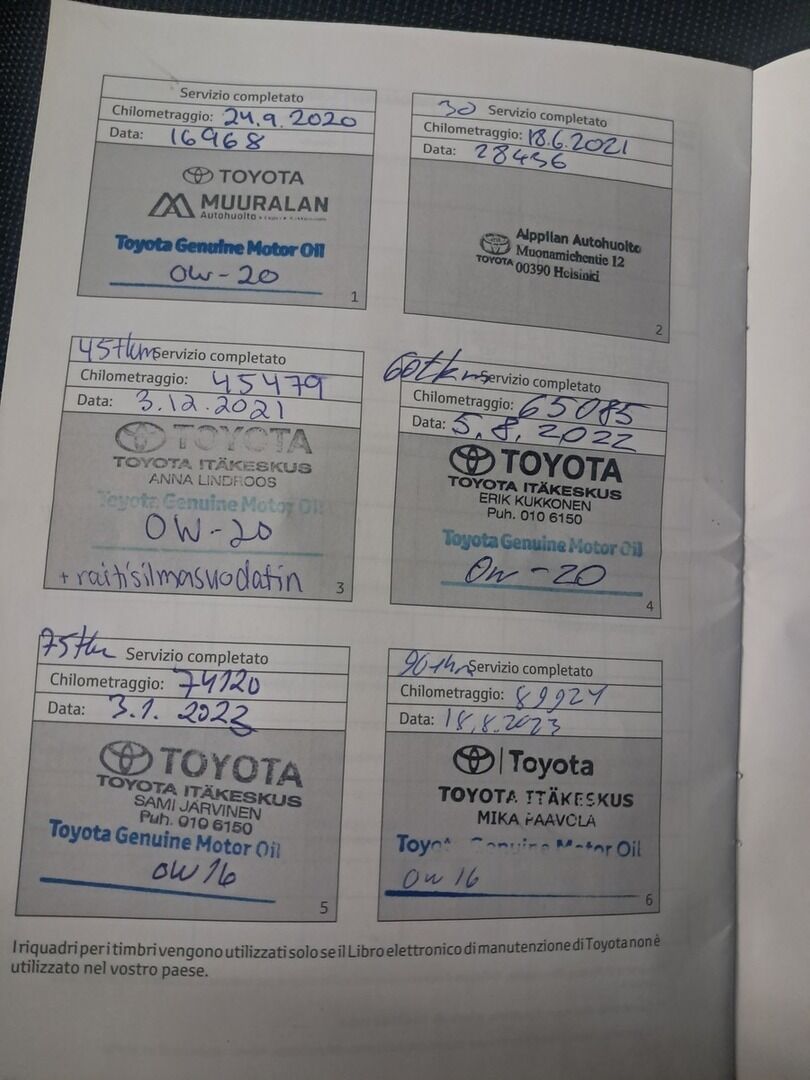 Servizio completato
Chilometraggio: 24.9.2020
Data: 16968
TOYOTA
MUURALAN
Autohuolto
Toyota Genuine Motor Oil
0W-20
1
30 Servizio completato
Chilometraggio: 18.6.2021
Data: 28436
Alppilan Autohuolto
Muonamichentie 12
TOYOTA 00390 Helsinki
2
45tkm Servizio completato
Chilometraggio: 45479
Data: 3.12.2021
TOYOTA
TOYOTA ITÄKESKUS
ANNA LINDROOS
Toyota Genuine Motor Oil
0W-20
+ raitisilmasuodatin
3
60tkm Servizio completato
Chilometraggio: 65085
Data: 5.8.2022
TOYOTA
TOYOTA ITÄKESKUS
ERIK KUKKONEN
Puh. 010 6150
Toyota Genuine Motor Oil
0W-20
4
75tkm Servizio completato
Chilometraggio: 74120
Data: 3.1.2023
TOYOTA
TOYOTA ITÄKESKUS
SAMI JÄRVINEN
Puh. 010 6150
Toyota Genuine Motor Oil
0W16
5
90tkm Servizio completato
Chilometraggio: 89924
Data: 18.8.2023
Toyota
TOYOTA ITÄKESKUS
MIKA PAAVOLA
Toyota Genuine Motor Oil
0W16
6
I riquadri per i timbri vengono utilizzati solo se il Libro elettronico di manutenzione di Toyota non è
utilizzato nel vostro paese.